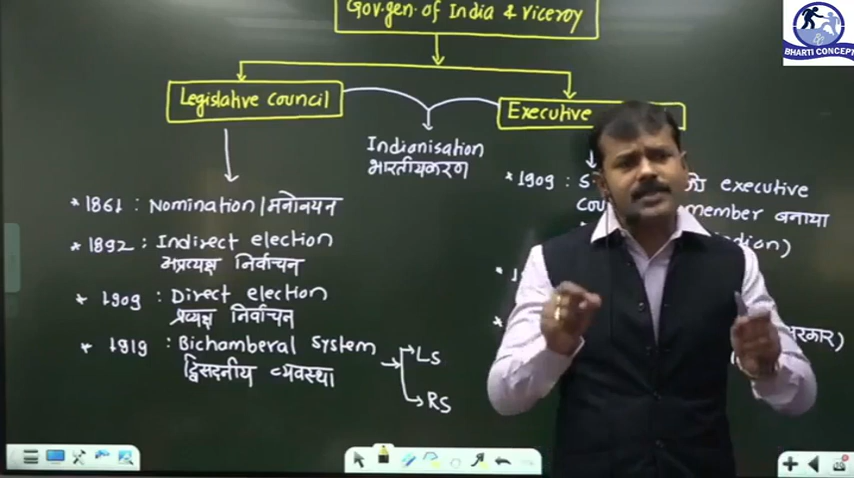 Gov.gen. of India & Viceroy
Legislative council
Executive
Indianisation
भारतीयकरण
* 1861 : Nomination / मनोनयन
* 1892 : Indirect election
अप्रत्यक्ष निर्वाचन
* 1909 : Direct election
प्रत्यक्ष निर्वाचन
* 1919 : Bichamberal system
द्विसदनीय व्यवस्था
LS
RS
* 1909 : को executive
member बनाया
सरकार)
BHARTI CONCEPT